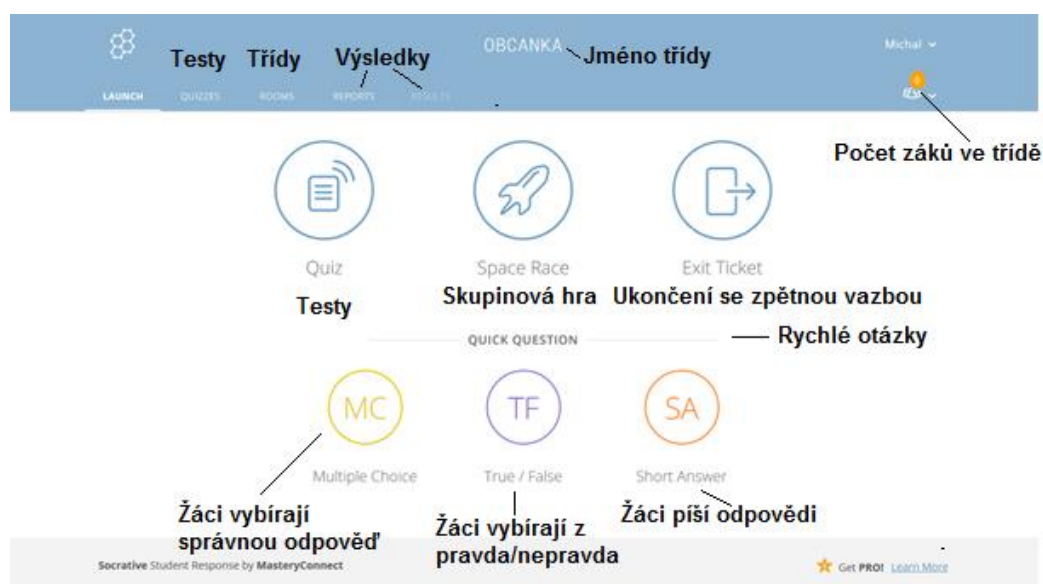 OBCANKA
Jméno třídy
Michal
Testy Třídy Výsledky
LAUNCH QUIZZES ROOMS REPORTS RESULTS
Počet záků ve třídě
Quiz Space Race Exit Ticket
Testy Skupinová hra Ukončení se zpětnou vazbou
QUICK QUESTION
Rychlé otázky
MC TF SA
Multiple Choice True / False Short Answer
Žáci vybírají
správnou odpověď
Žáci vybírají z
pravda/nepravda
Žáci píší odpovědi
Socrative Student Response by MasteryConnect
Get PRO! Learn More